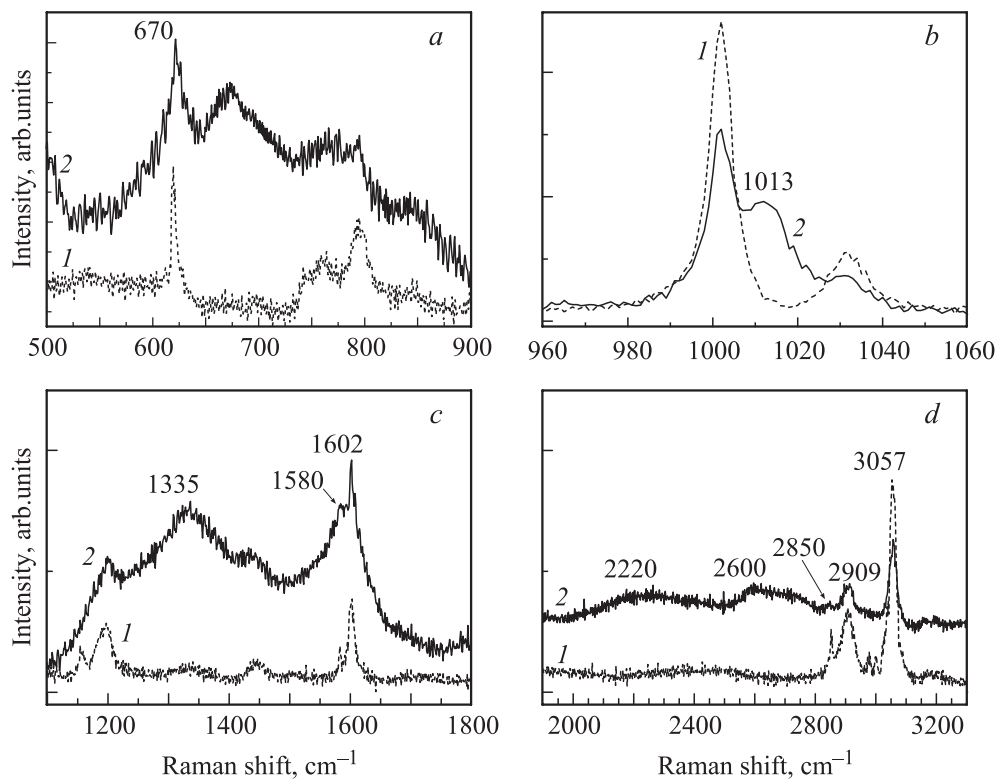 670
a
2
1
Intensity, arb.units
500 600 700 800 900
b
1
1013
2
960 980 1000 1020 1040 1060
c
1602
1580
1335
2
1
Intensity, arb.units
1200 1400 1600 1800
Raman shift, cm–1
d
3057
2850
2220 2600 2909
2
1
2000 2400 2800 3200
Raman shift, cm–1